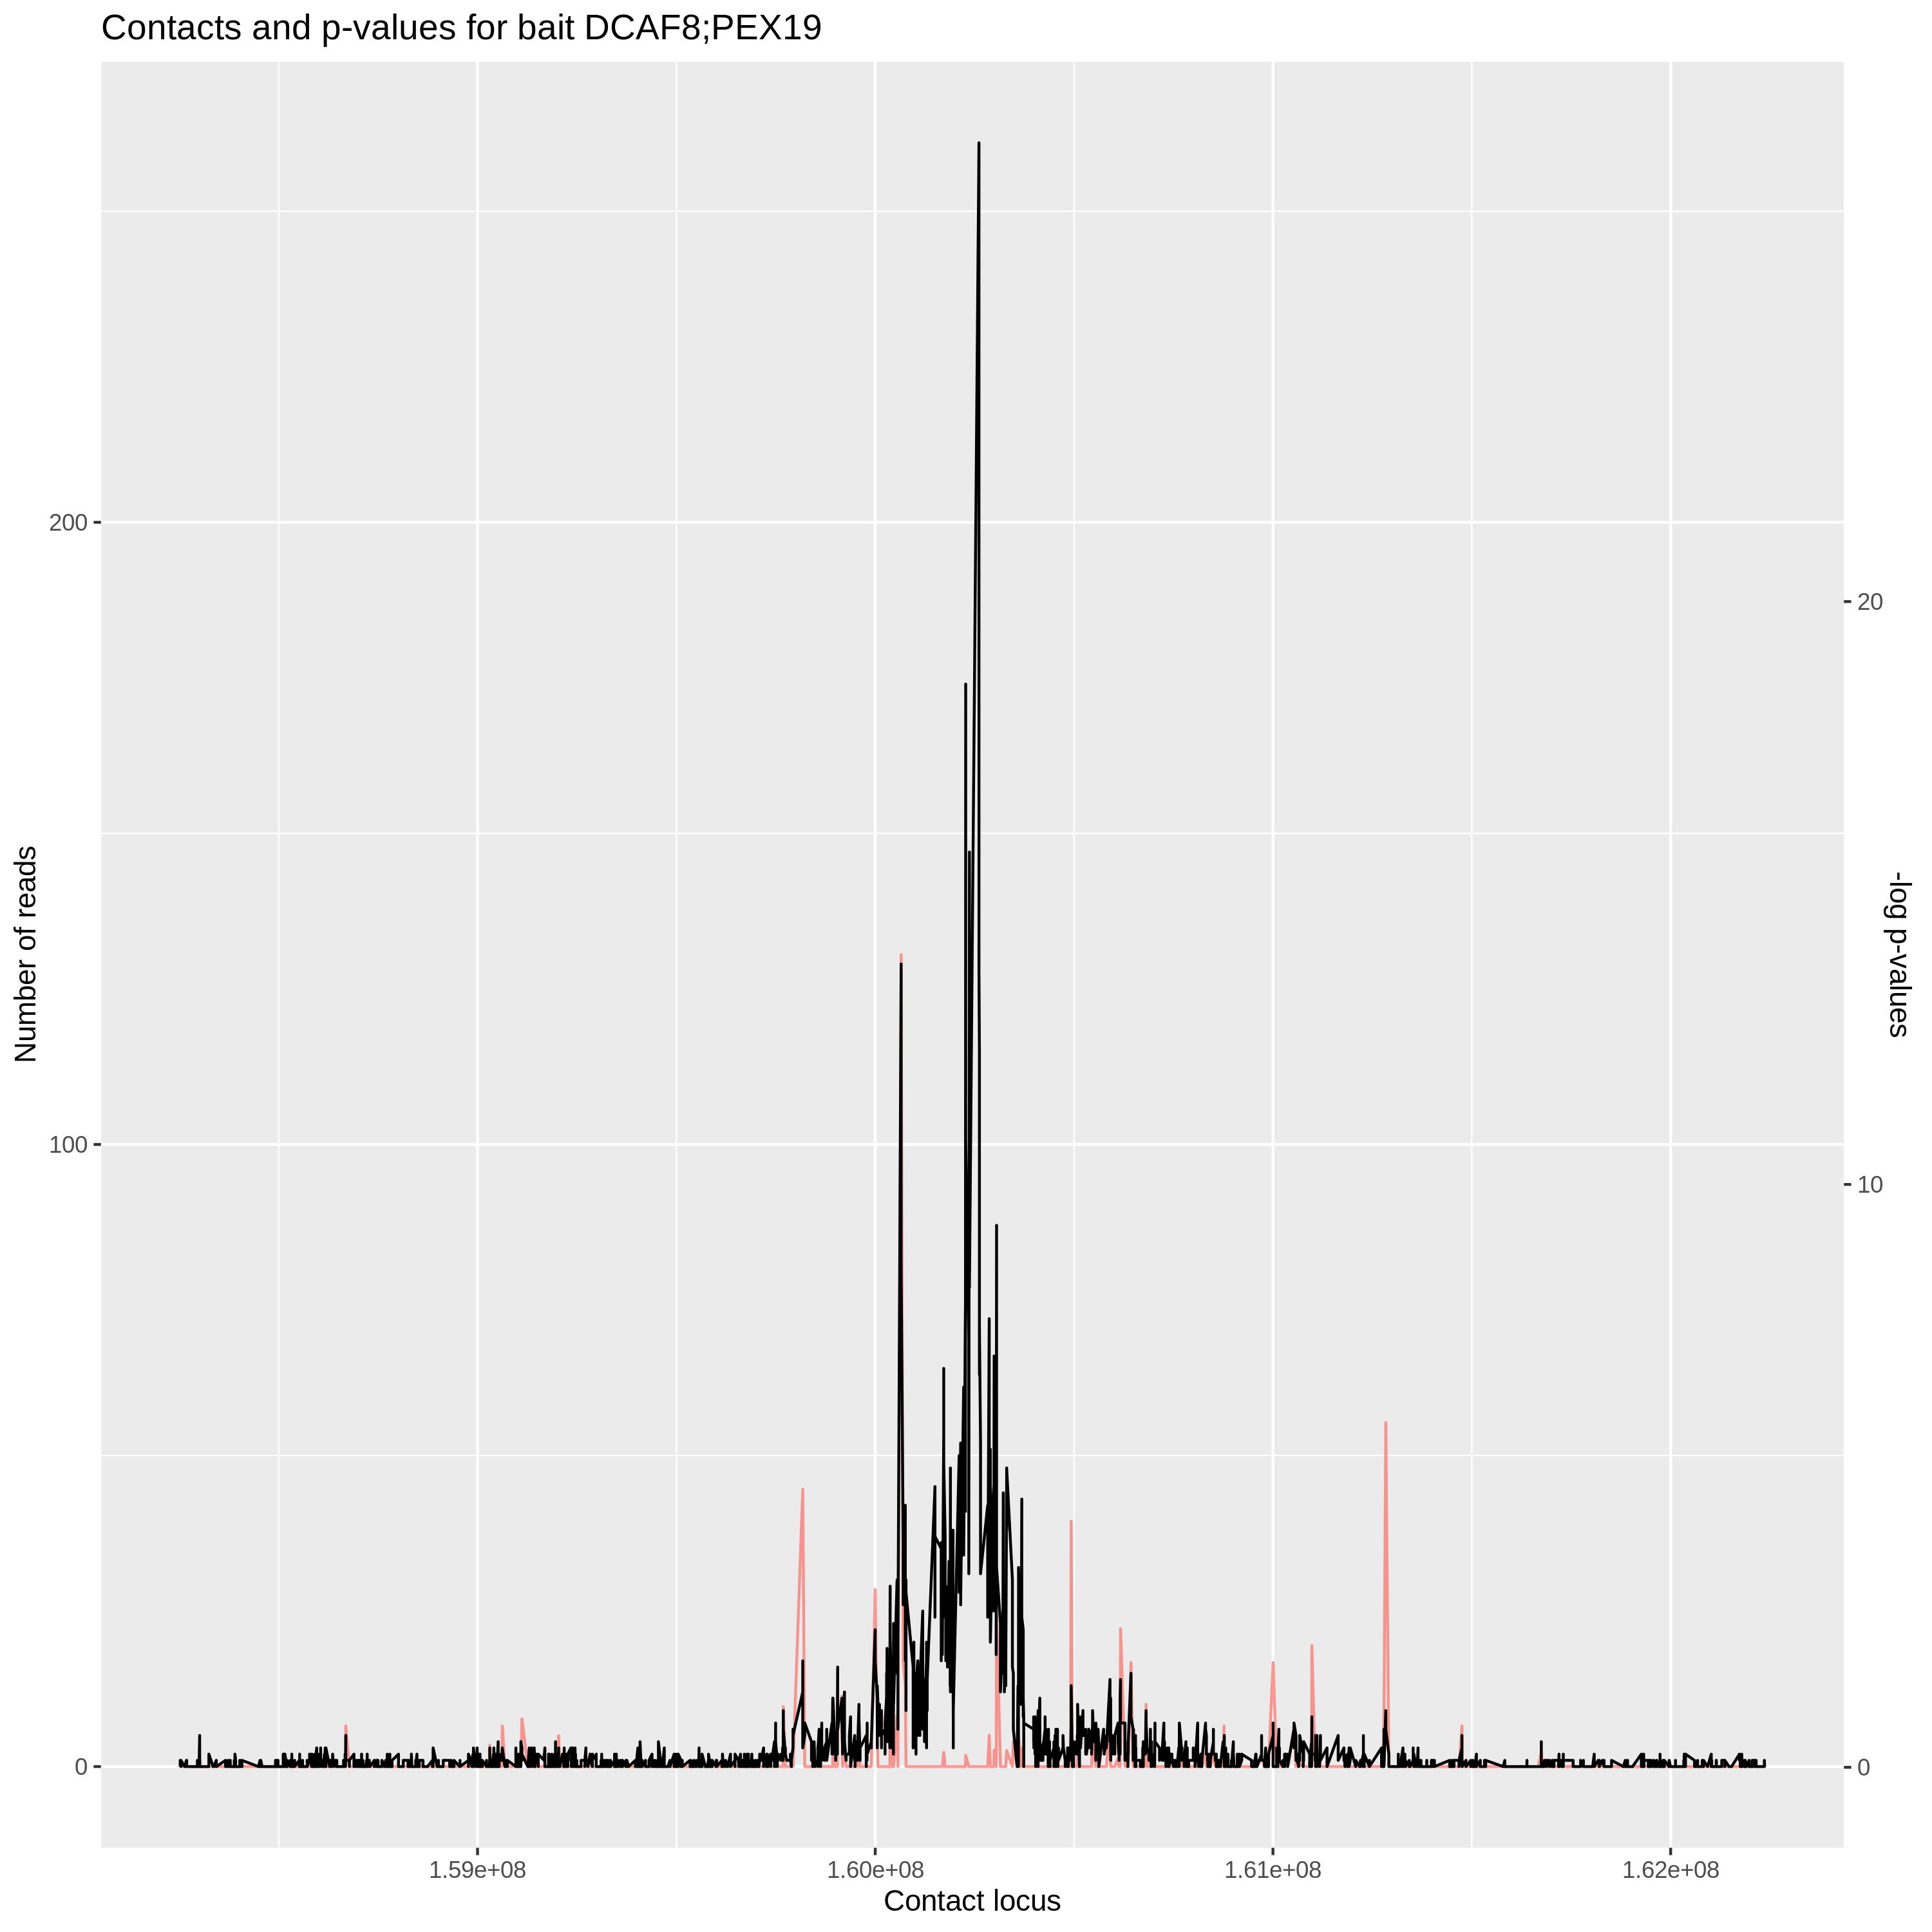 Contacts and p-values for bait DCAF8;PEX19
Number of reads
200
100
0
20
10
0
-log p-values
1.59e+08
1.60e+08
1.61e+08
1.62e+08
Contact locus